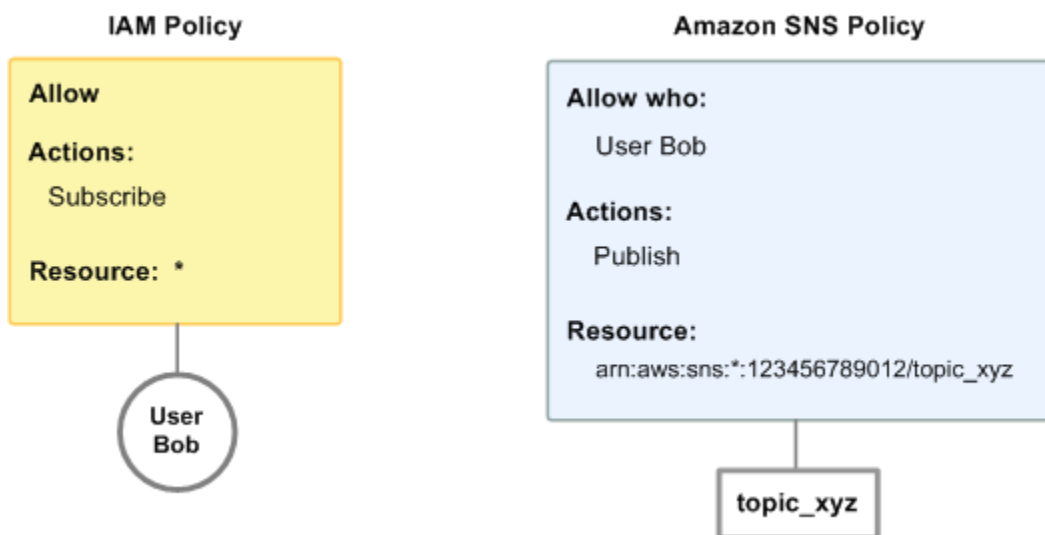 IAM Policy
Allow
Actions:
Subscribe
Resource: *
User
Bob
Amazon SNS Policy
Allow who:
User Bob
Actions:
Publish
Resource:
arn:aws:sns:*:123456789012/topic_xyz
topic_xyz